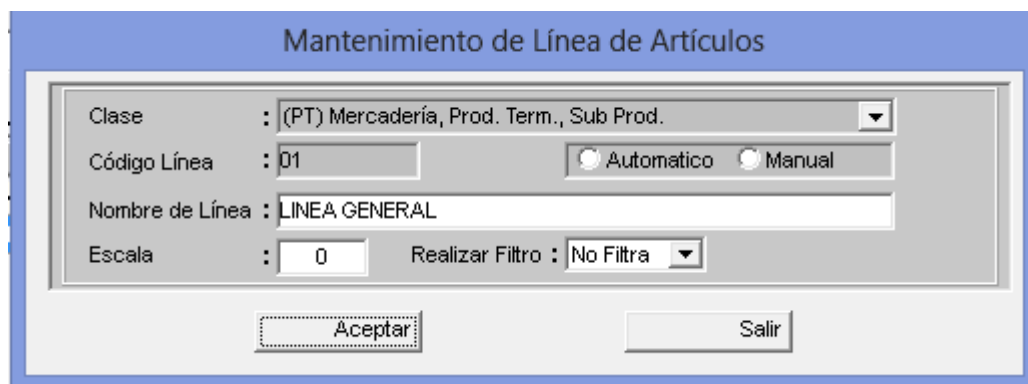 Mantenimiento de Línea de Artículos
Clase : (PT) Mercadería, Prod. Term., Sub Prod.
Código Línea : 01 Automatico Manual
Nombre de Línea : LINEA GENERAL
Escala : 0 Realizar Filtro : No Filtra
Aceptar Salir